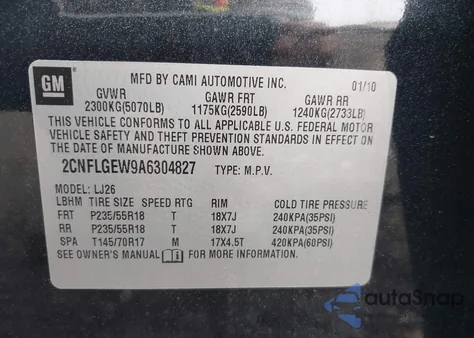 GM
MFD BY CAMI AUTOMOTIVE INC. 01/10
GVWR GAWR FRT GAWR RR
2300KG(5070LB) 1175KG(2590LB) 1240KG(2733LB)
THIS VEHICLE CONFORMS TO ALL APPLICABLE U.S. FEDERAL MOTOR
VEHICLE SAFETY AND THEFT PREVENTION STANDARDS IN EFFECT ON
THE DATE OF MANUFACTURE SHOWN ABOVE.
2CNFLGEW9A6304827 TYPE: M.P.V.
MODEL: LJ26
LBHM TIRE SIZE SPEED RTG RIM COLD TIRE PRESSURE
FRT P235/55R18 T 18X7J 240KPA(35PSI)
RR P235/55R18 T 18X7J 240KPA(35PSI)
SPA T145/70R17 M 17X4.5T 420KPA(60PSI)
SEE OWNER'S MANUAL
autaSnap